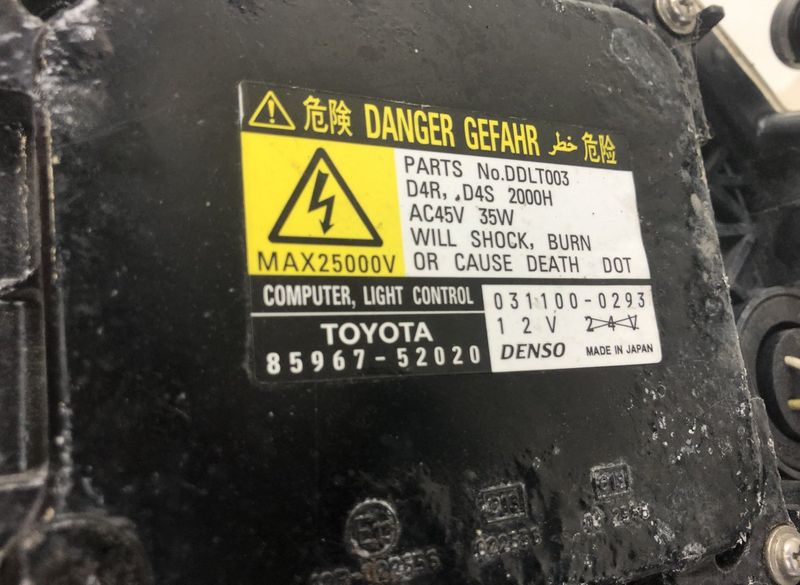 危険 DANGER GEFAHR خطر 危险
PARTS No.DDLT003
D4R, .D4S 2000H
AC45V 35W
WILL SHOCK, BURN
OR CAUSE DEATH DOT
MAX25000V
COMPUTER, LIGHT CONTROL
031100-0293
12V 24V
TOYOTA
85967-52020
DENSO MADE IN JAPAN